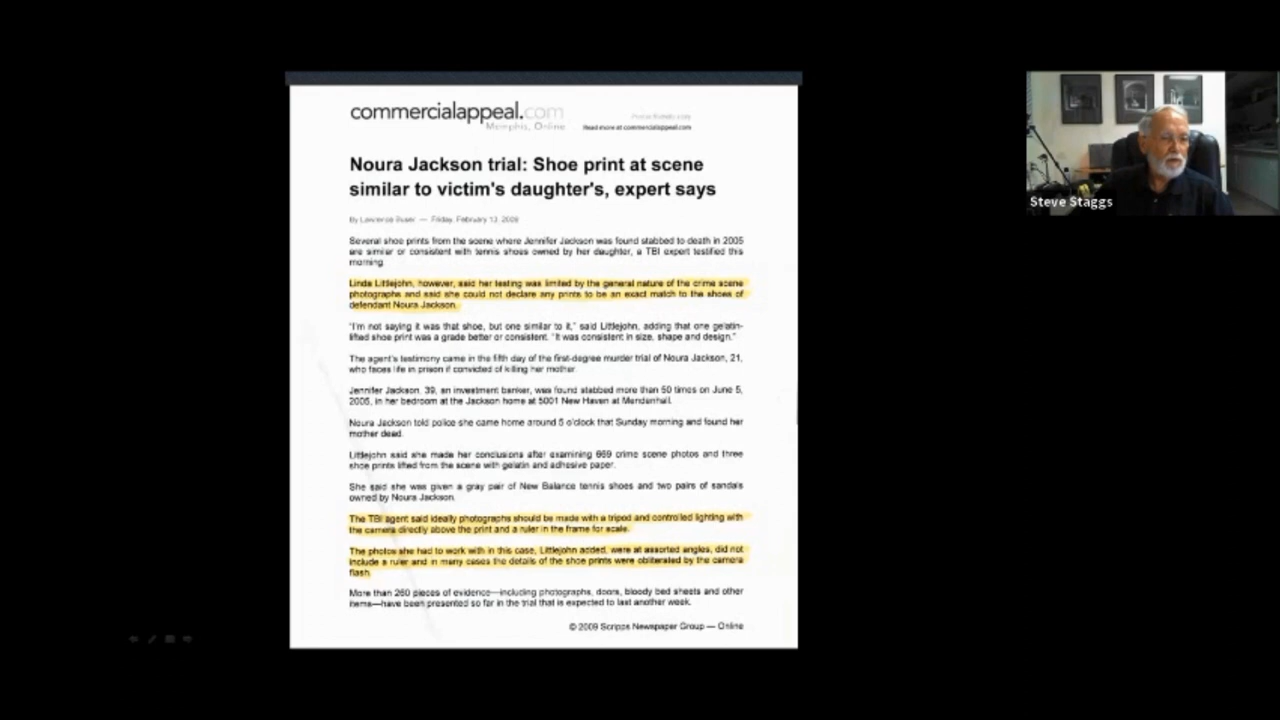 commercialappeal.com
Memphis, Online
Read more at commercialappeal.com
Noura Jackson trial: Shoe print at scene
similar to victim's daughter's, expert says
By Lawrence Buser — Friday, February 13, 2009
Several shoe prints from the scene where Jennifer Jackson was found stabbed to death in 2005
are similar or consistent with tennis shoes owned by her daughter, a TBI expert testified this
morning.
Linda Littlejohn, however, said her testing was limited by the general nature of the crime scene
photographs and said she could not declare any prints to be an exact match to the shoes of
defendant Noura Jackson.
"I'm not saying it was that shoe, but one similar to it," said Littlejohn, adding that one gelatin-
lifted shoe print was a grade better or consistent. "It was consistent in size, shape and design."
The agent's testimony came in the fifth day of the first-degree murder trial of Noura Jackson, 21,
who faces life in prison if convicted of killing her mother.
Jennifer Jackson, 39, an investment banker, was found stabbed more than 50 times on June 5,
2005, in her bedroom at the Jackson home at 5001 New Haven at Mendenhall.
Noura Jackson told police she came home around 5 o'clock that Sunday morning and found her
mother dead.
Littlejohn said she made her conclusions after examining 669 crime scene photos and three
shoe prints lifted from the scene with gelatin and adhesive paper.
She said she was given a gray pair of New Balance tennis shoes and two pairs of sandals
owned by Noura Jackson.
The TBI agent said ideally photographs should be made with a tripod and controlled lighting with
the camera directly above the print and a ruler in the frame for scale.
The photos she had to work with in this case, Littlejohn added, were at assorted angles, did not
include a ruler and in many cases the details of the shoe prints were obliterated by the camera
flash.
More than 260 pieces of evidence—including photographs, doors, bloody bed sheets and other
items—have been presented so far in the trial that is expected to last another week.
© 2009 Scripps Newspaper Group — Online
Steve Staggs